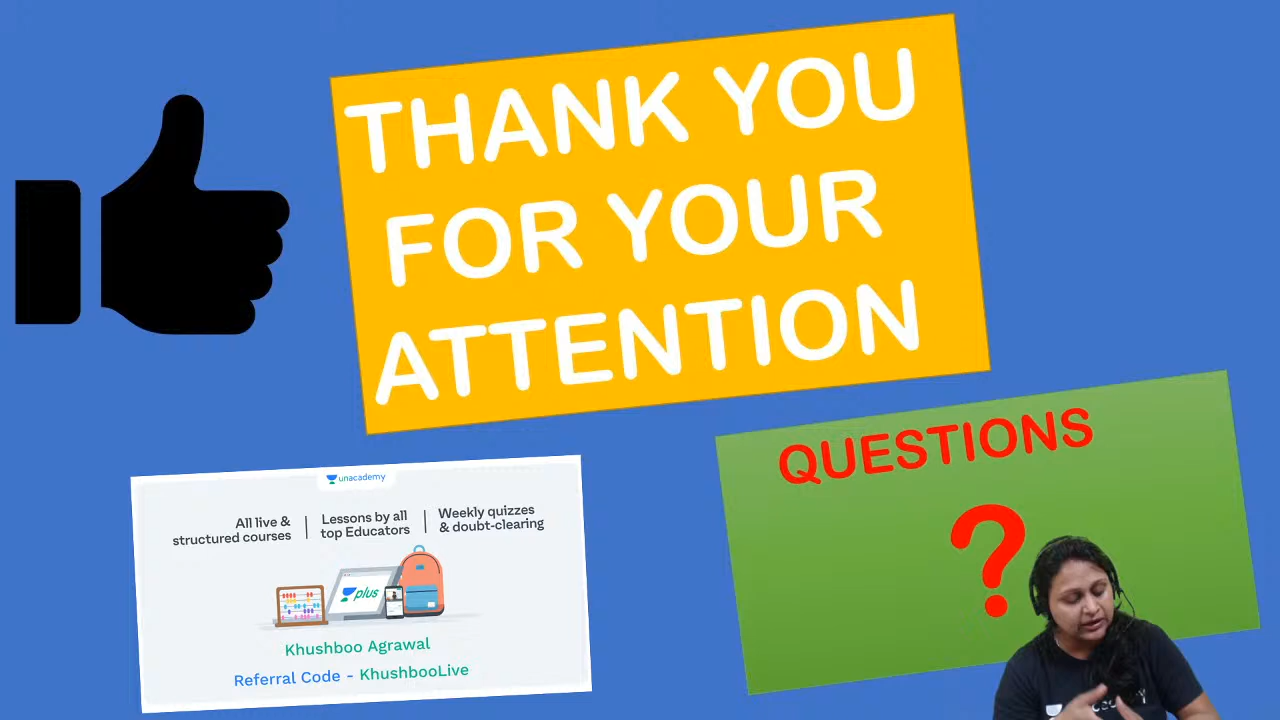 THANK YOU
FOR YOUR
ATTENTION
unacademy
All live &
structured courses
Lessons by all
top Educators
Weekly quizzes
& doubt-clearing
plus
Khushboo Agrawal
Referral Code - KhushbooLive
QUESTIONS
?